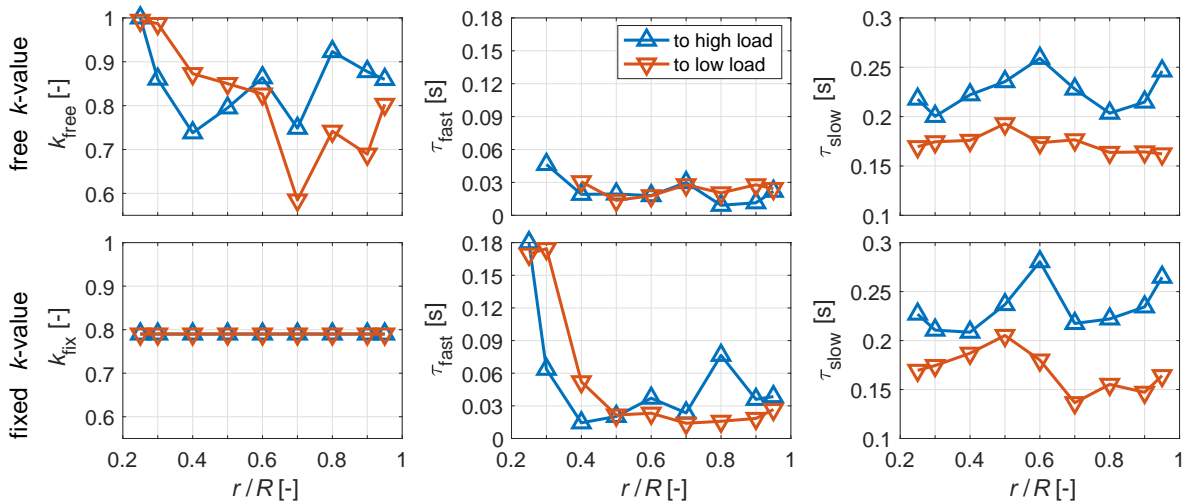 free k-value
k_free [-]
1
0.9
0.8
0.7
0.6
τ_fast [s]
0.18
0.15
0.12
0.09
0.06
0.03
0
to high load
to low load
τ_slow [s]
0.3
0.25
0.2
0.15
0.1
fixed k-value
k_fix [-]
1
0.9
0.8
0.7
0.6
0.2 0.4 0.6 0.8 1
r / R [-]
τ_fast [s]
0.18
0.15
0.12
0.09
0.06
0.03
0
0.2 0.4 0.6 0.8 1
r / R [-]
τ_slow [s]
0.3
0.25
0.2
0.15
0.1
0.2 0.4 0.6 0.8 1
r / R [-]